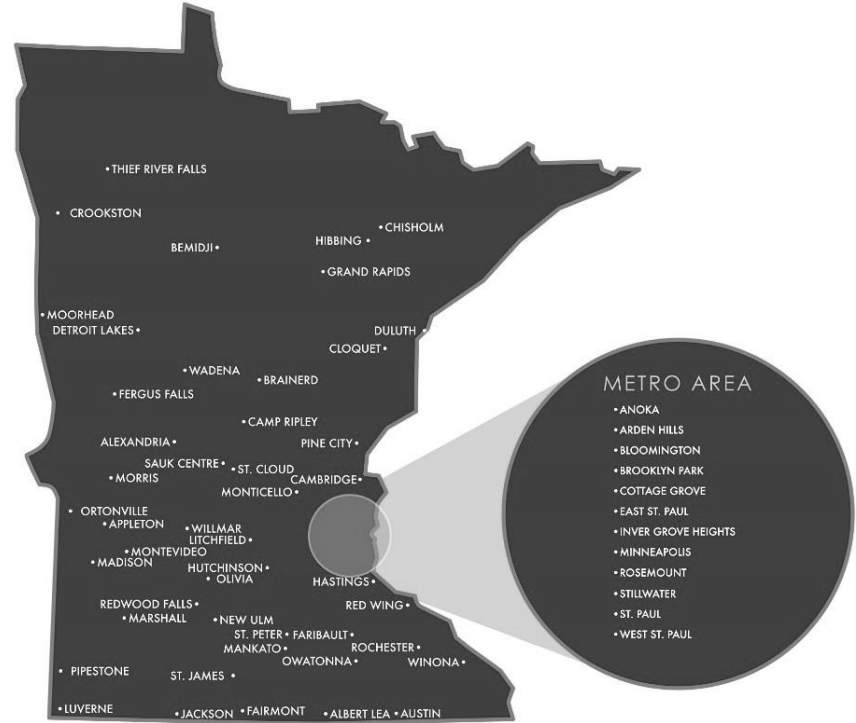 THIEF RIVER FALLS
CROOKSTON
CHISHOLM
HIBBING
BEMIDJI
GRAND RAPIDS
MOORHEAD
DETROIT LAKES
DULUTH
CLOQUET
WADENA
BRAINERD
FERGUS FALLS
CAMP RIPLEY
ALEXANDRIA
PINE CITY
SAUK CENTRE
ST. CLOUD
MORRIS
CAMBRIDGE
MONTICELLO
ORTONVILLE
APPLETON
WILLMAR
LITCHFIELD
MONTEVIDEO
MADISON
HUTCHINSON
OLIVIA
HASTINGS
REDWOOD FALLS
RED WING
MARSHALL
NEW ULM
ST. PETER
FARIBAULT
MANKATO
ROCHESTER
OWATONNA
WINONA
PIPESTONE
ST. JAMES
LUVERNE
JACKSON
FAIRMONT
ALBERT LEA
AUSTIN
METRO AREA
ANOKA
ARDEN HILLS
BLOOMINGTON
BROOKLYN PARK
COTTAGE GROVE
EAST ST. PAUL
INVER GROVE HEIGHTS
MINNEAPOLIS
ROSEMOUNT
STILLWATER
ST. PAUL
WEST ST. PAUL